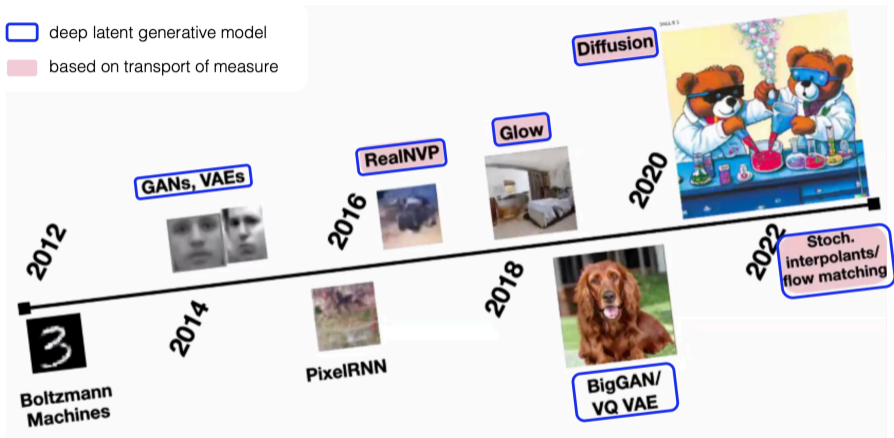 deep latent generative model
based on transport of measure
Diffusion
Glow
RealNVP
GANs, VAEs
2012
2014
2016
2018
2020
2022
3
Boltzmann
Machines
PixelRNN
BigGAN/
VQ VAE
Stoch.
interpolants/
flow matching